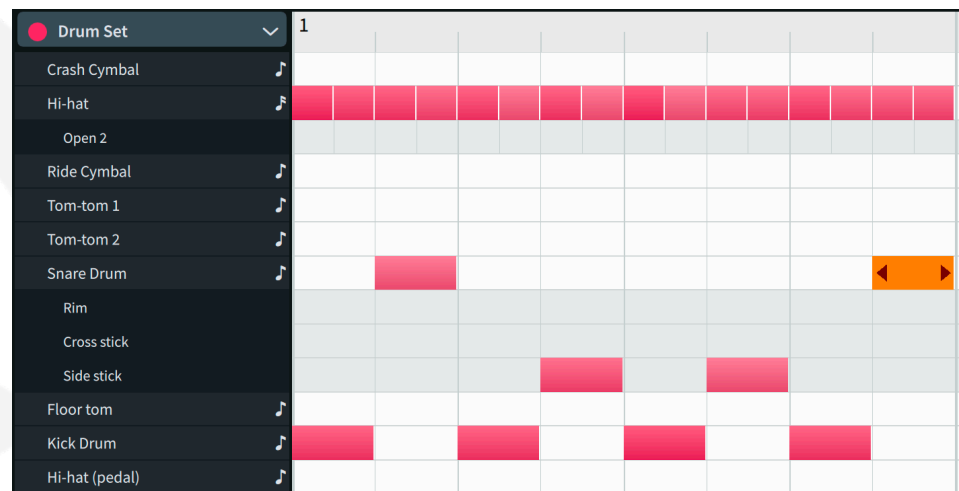 Drum Set
1
Crash Cymbal
Hi-hat
Open 2
Ride Cymbal
Tom-tom 1
Tom-tom 2
Snare Drum
Rim
Cross stick
Side stick
Floor tom
Kick Drum
Hi-hat (pedal)